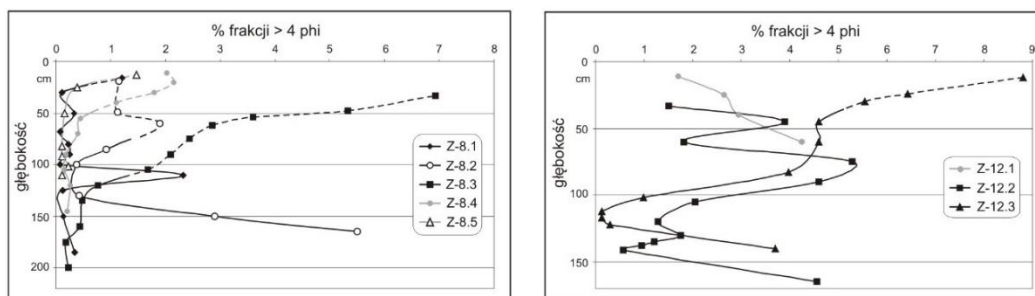 % frakcji > 4 phi
0 1 2 3 4 5 6 7 8
0
cm
50
100
150
200
głębokość
Z-8.1
Z-8.2
Z-8.3
Z-8.4
Z-8.5
% frakcji > 4 phi
0 1 2 3 4 5 6 7 8 9
0
cm
50
100
150
głębokość
Z-12.1
Z-12.2
Z-12.3